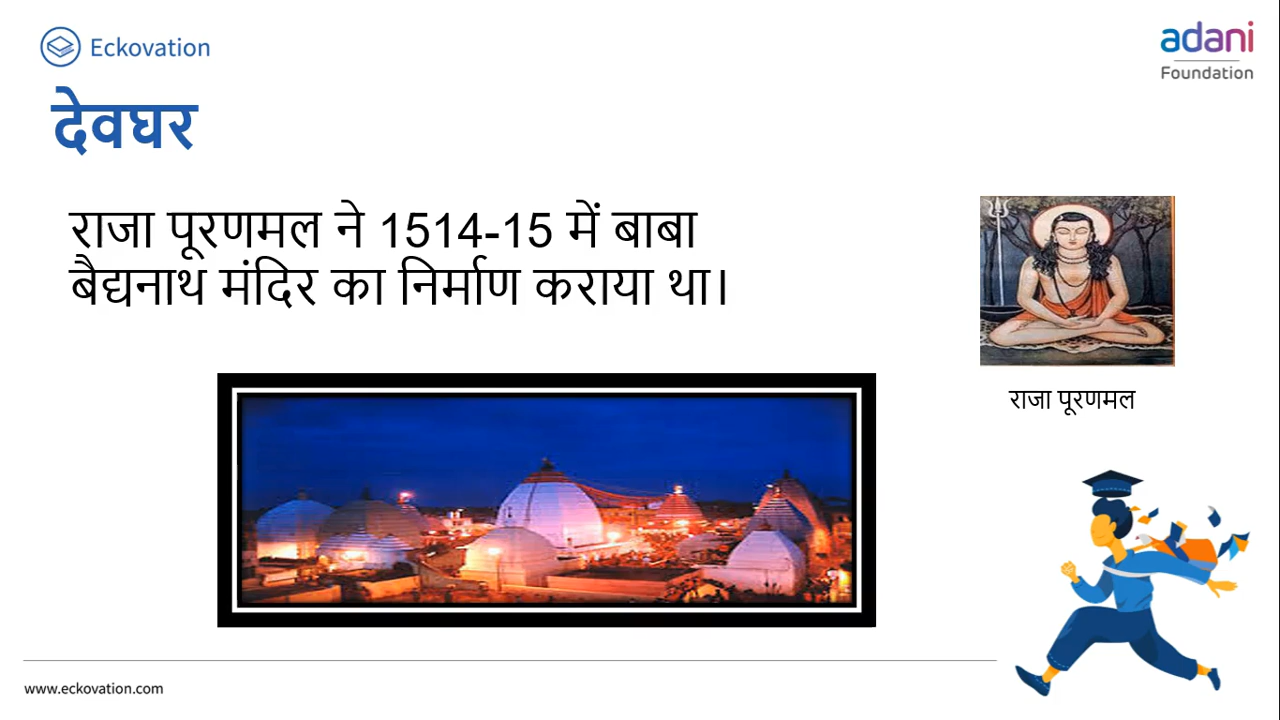 Eckovation
adani
Foundation
देवघर
राजा पूरणमल ने 1514-15 में बाबा
बैद्यनाथ मंदिर का निर्माण कराया था।
राजा पूरणमल
www.eckovation.com